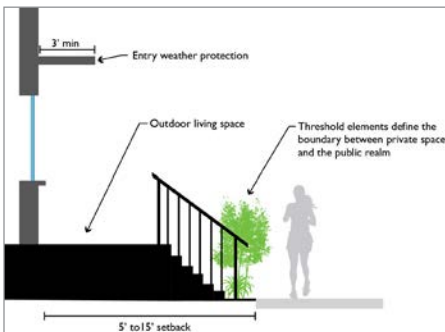 3' min
Entry weather protection
Outdoor living space
Threshold elements define the
boundary between private space
and the public realm
5' to15' setback